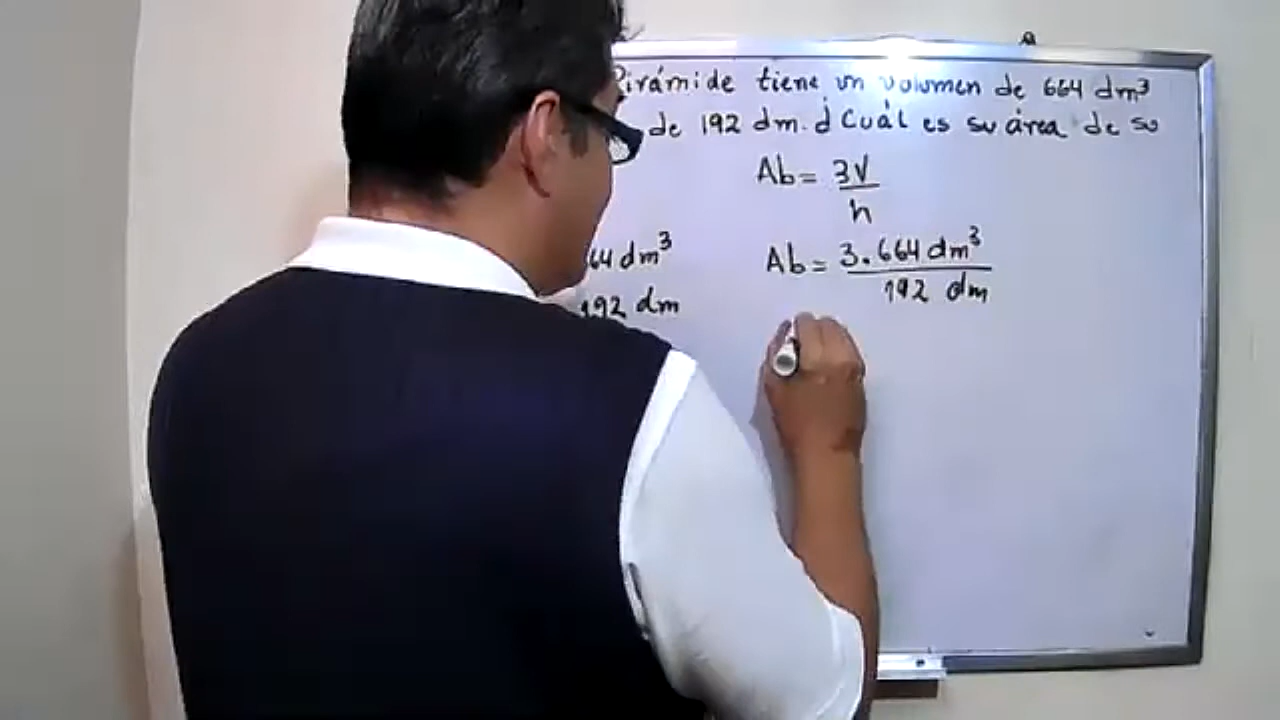 Pirámide tiene un volumen de 664 dm³
de 192 dm. ¿Cuál es su área de su
Ab = 3V
h
64 dm³
192 dm
Ab = 3.664 dm³
192 dm